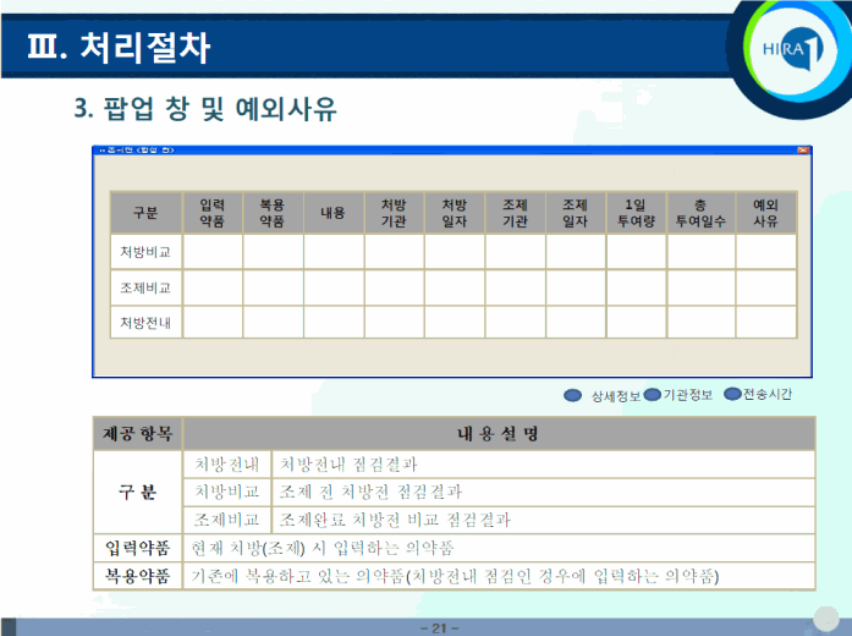 Ⅲ. 처리절차
HIRA
3. 팝업 창 및 예외사유
구분 입력약품 복용약품 내용 처방기관 처방일자 조제기관 조제일자 1일투여량 총투여일수 예외사유
처방비교
조제비교
처방전내
상세정보 기관정보 전송시간
제공항목 내 용 설 명
구 분 처방전내 처방전내 점검결과
처방비교 조제 전 처방전 점검결과
조제비교 조제완료 처방전 비교 점검결과
입력약품 현재 처방(조제) 시 입력하는 의약품
복용약품 기존에 복용하고 있는 의약품(처방전내 점검인 경우에 입력하는 의약품)
- 21 -